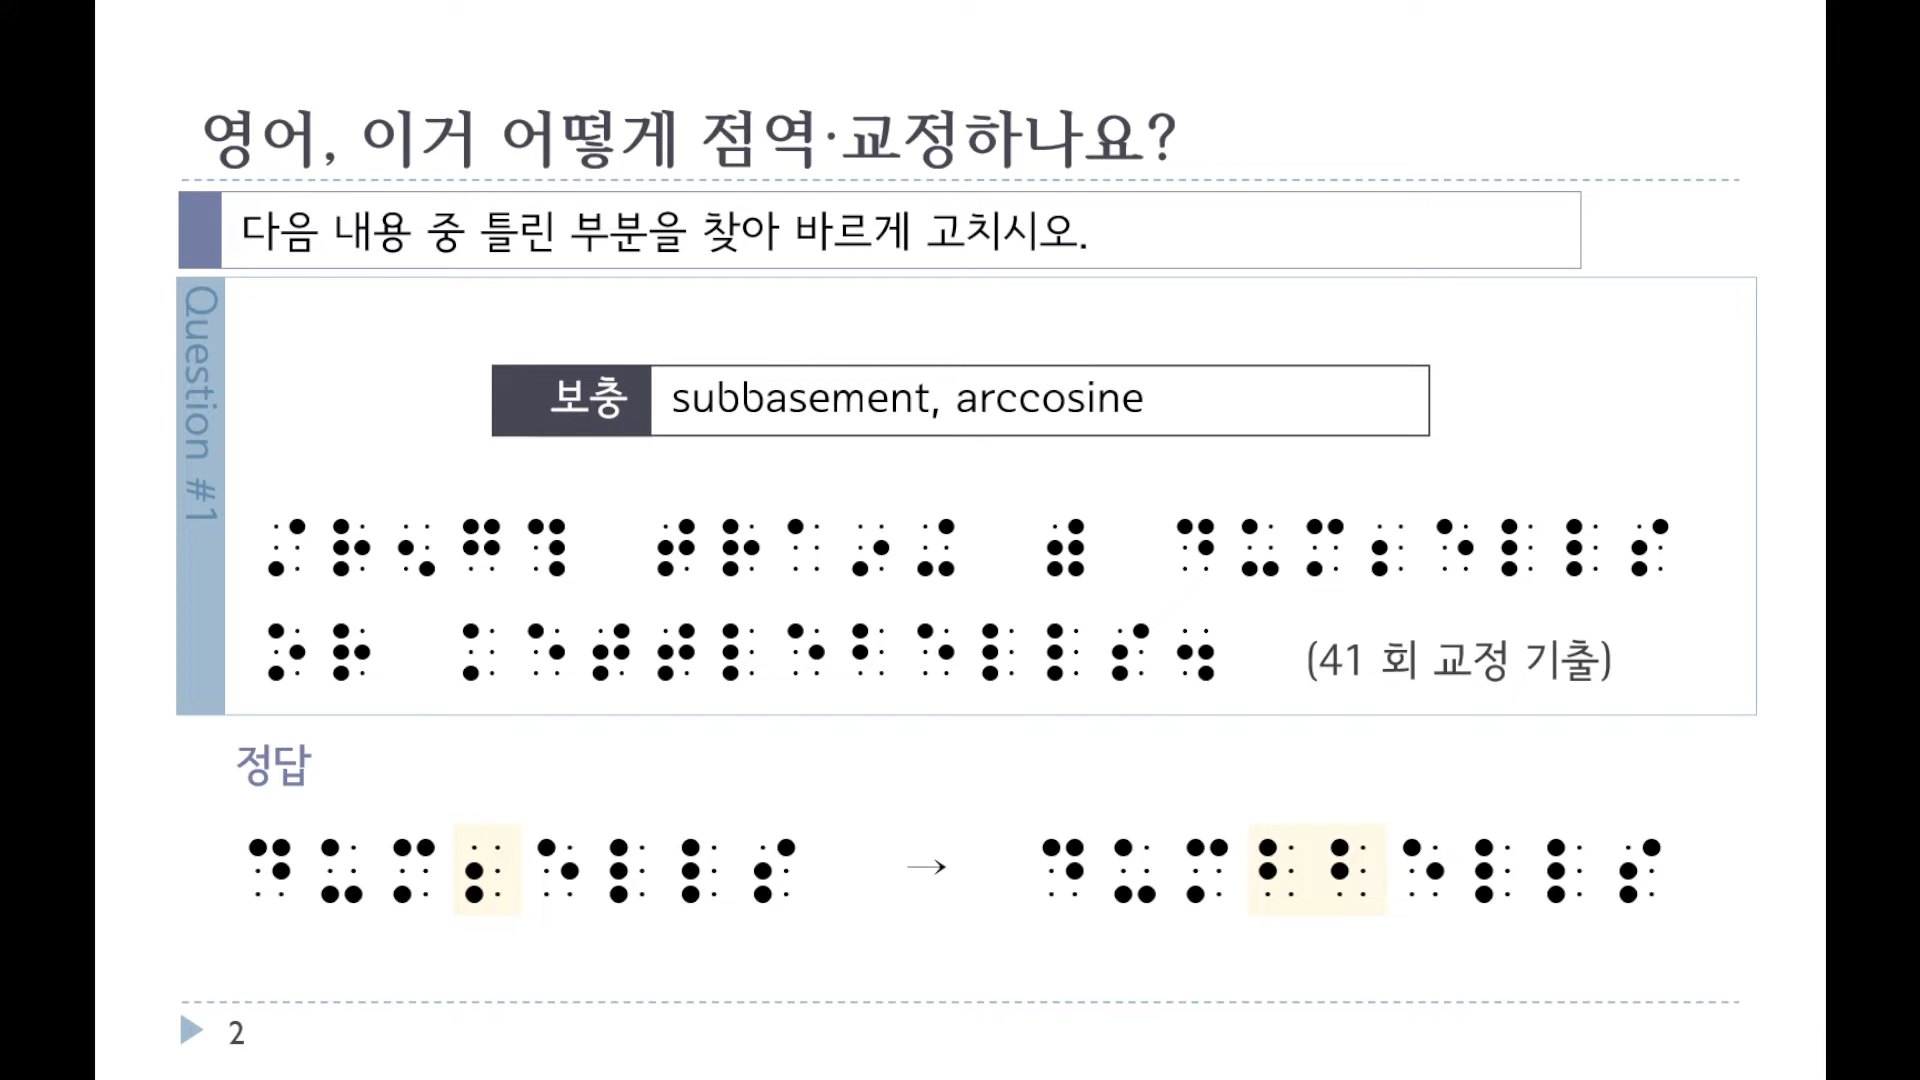 영어, 이거 어떻게 점역·교정하나요?
다음 내용 중 틀린 부분을 찾아 바르게 고치시오.
Question #1
보충 subbasement, arccosine
⠌⠗⠢⠛⠹ ⠞⠗⠁⠔⠬ ⠾ ⠙⠥⠍⠆⠑⠇⠇⠎
⠕⠗ ⠅⠑⠞⠞⠇⠑⠃⠑⠇⠇⠎⠲ (41 회 교정 기출)
정답
⠙⠥⠍⠆⠑⠇⠇⠎ → ⠙⠥⠍⠃⠃⠑⠇⠇⠎
2